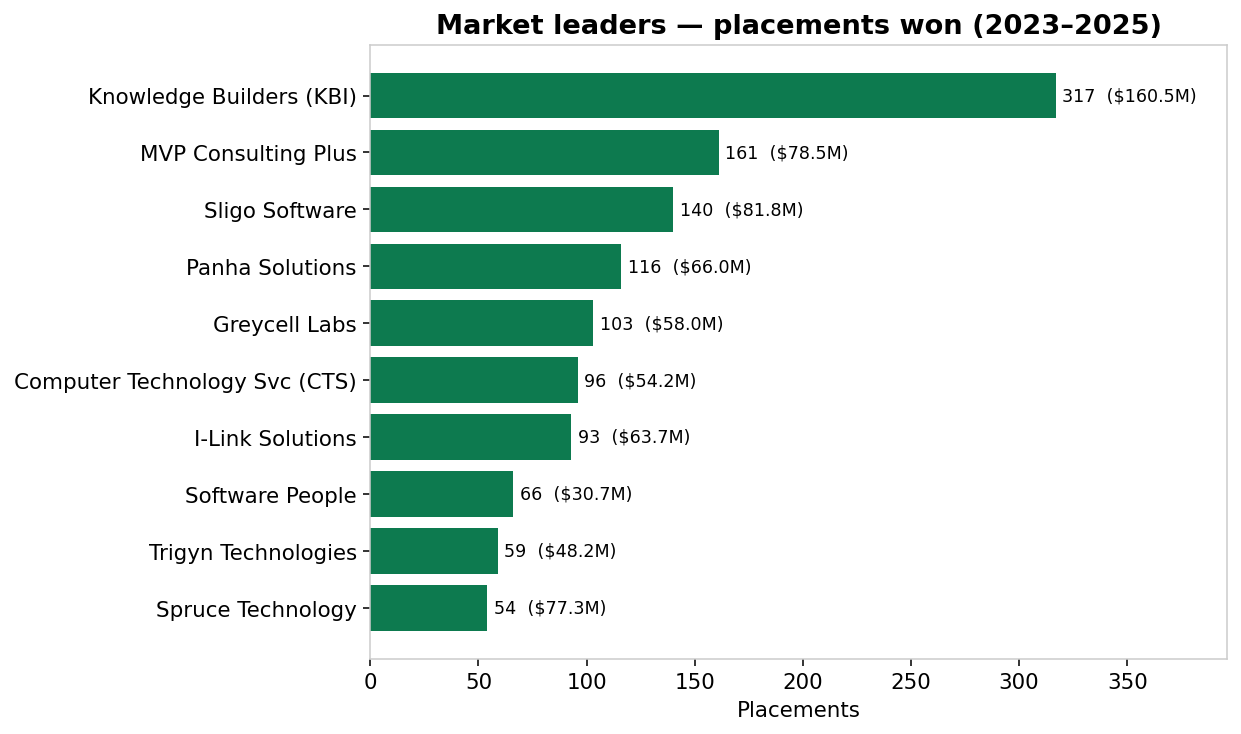 Market leaders — placements won (2023–2025)
Knowledge Builders (KBI) 317 ($160.5M)
MVP Consulting Plus 161 ($78.5M)
Sligo Software 140 ($81.8M)
Panha Solutions 116 ($66.0M)
Greycell Labs 103 ($58.0M)
Computer Technology Svc (CTS) 96 ($54.2M)
I-Link Solutions 93 ($63.7M)
Software People 66 ($30.7M)
Trigyn Technologies 59 ($48.2M)
Spruce Technology 54 ($77.3M)
0 50 100 150 200 250 300 350
Placements